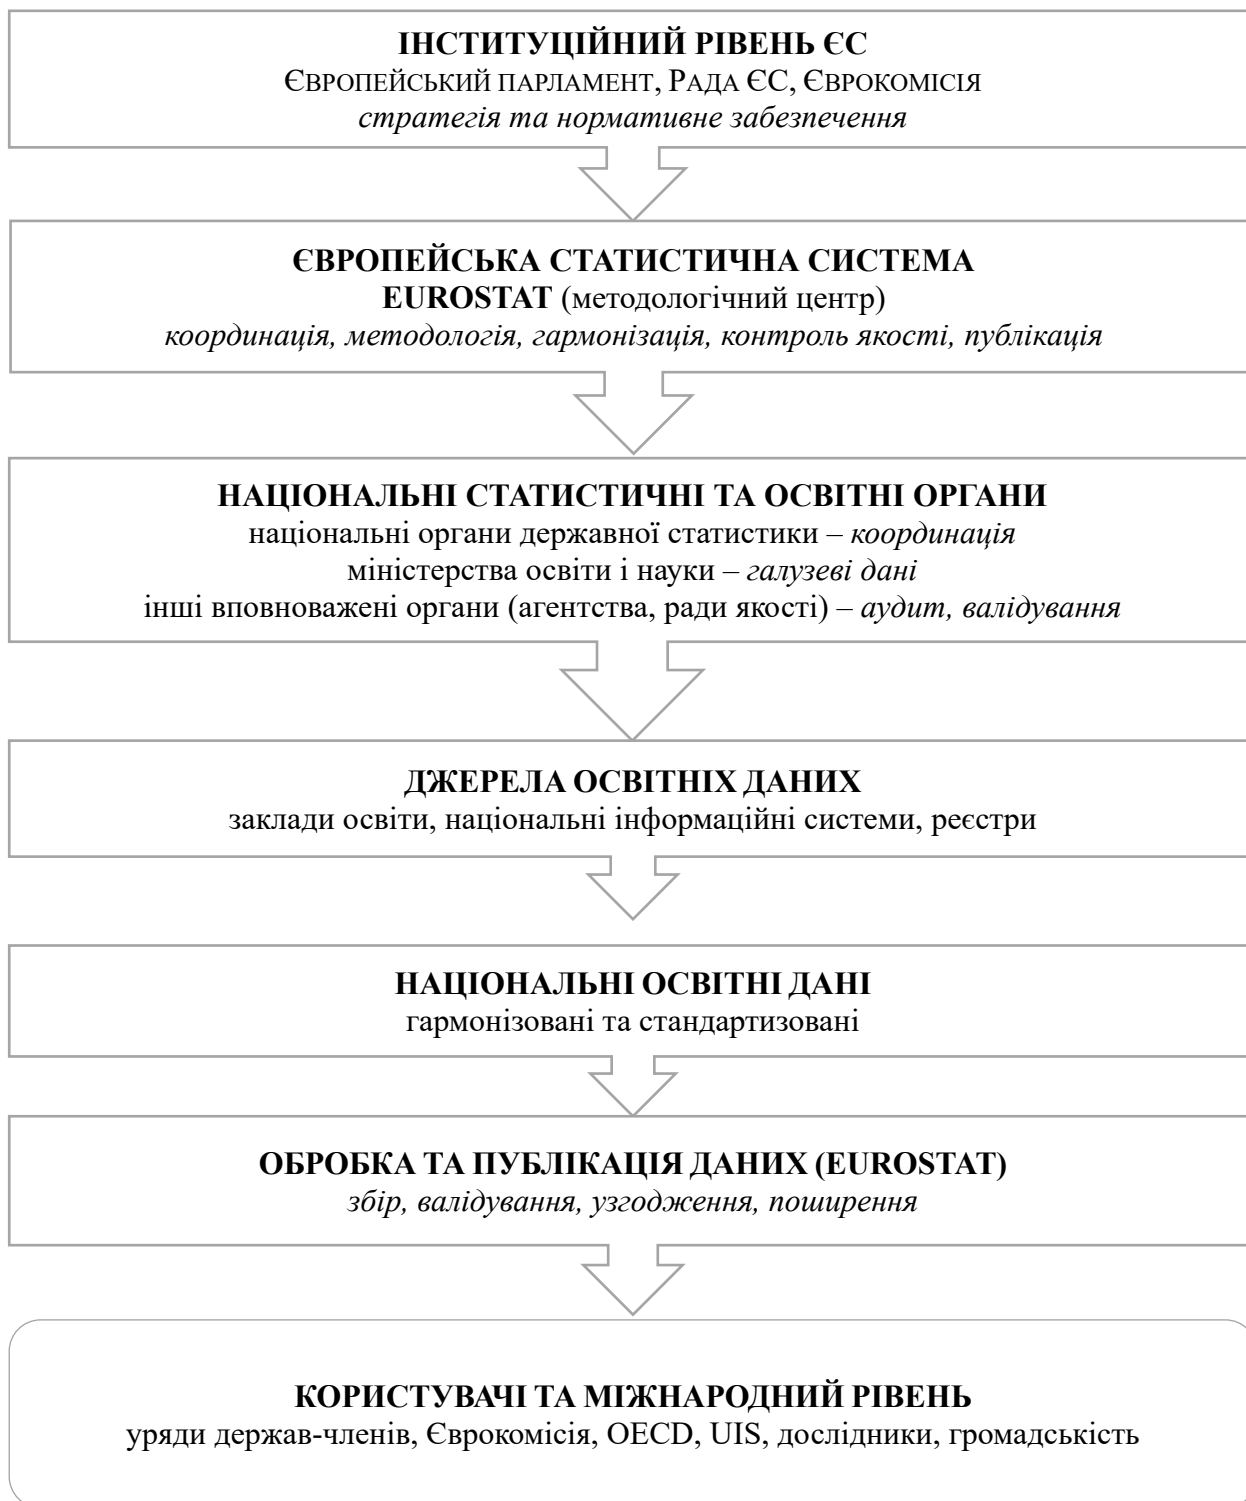 ІНСТИТУЦІЙНИЙ РІВЕНЬ ЄС
ЄВРОПЕЙСЬКИЙ ПАРЛАМЕНТ, РАДА ЄС, ЄВРОКОМІСІЯ
стратегія та нормативне забезпечення
ЄВРОПЕЙСЬКА СТАТИСТИЧНА СИСТЕМА
EUROSTAT (методологічний центр)
координація, методологія, гармонізація, контроль якості, публікація
НАЦІОНАЛЬНІ СТАТИСТИЧНІ ТА ОСВІТНІ ОРГАНИ
національні органи державної статистики – координація
міністерства освіти і науки – галузеві дані
інші вповноважені органи (агентства, ради якості) – аудит, валідування
ДЖЕРЕЛА ОСВІТНІХ ДАНИХ
заклади освіти, національні інформаційні системи, реєстри
НАЦІОНАЛЬНІ ОСВІТНІ ДАНІ
гармонізовані та стандартизовані
ОБРОБКА ТА ПУБЛІКАЦІЯ ДАНИХ (EUROSTAT)
збір, валідування, узгодження, поширення
КОРИСТУВАЧІ ТА МІЖНАРОДНИЙ РІВЕНЬ
уряди держав-членів, Єврокомісія, OECD, UIS, дослідники, громадськість